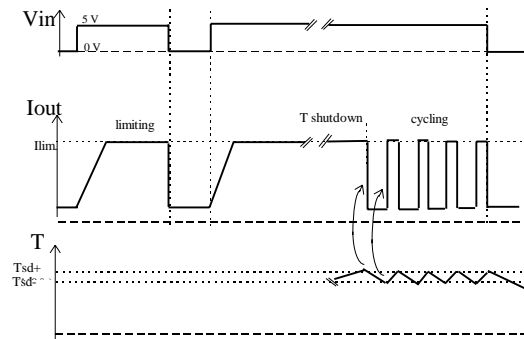 Vin
5 V
0 V
Iout
limiting
T shutdown
cycling
Ilim.
T
Tsd+
Tsd-